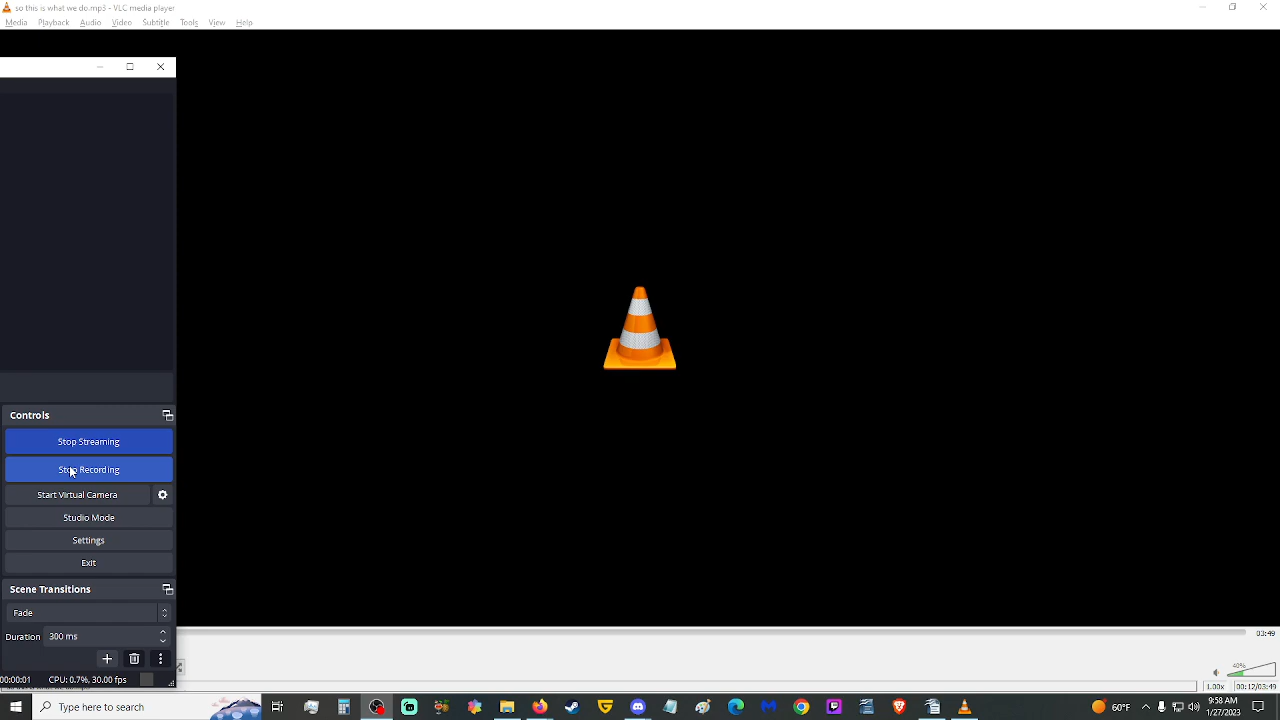 so this is what we do.mp3 - VLC media player
Media Playback Audio Video Subtitle Tools View Help
Controls
Stop Streaming
Stop Recording
Start Virtual Camera
Studio Mode
Settings
Exit
Scene Transitions
Fade
Duration 300 ms
03:49
40%
00:00:01 CPU: 0.7%, 30.00 fps
1.00x 00:12/03:49
Type here to search
60°F
9:58 AM
1/27/2023